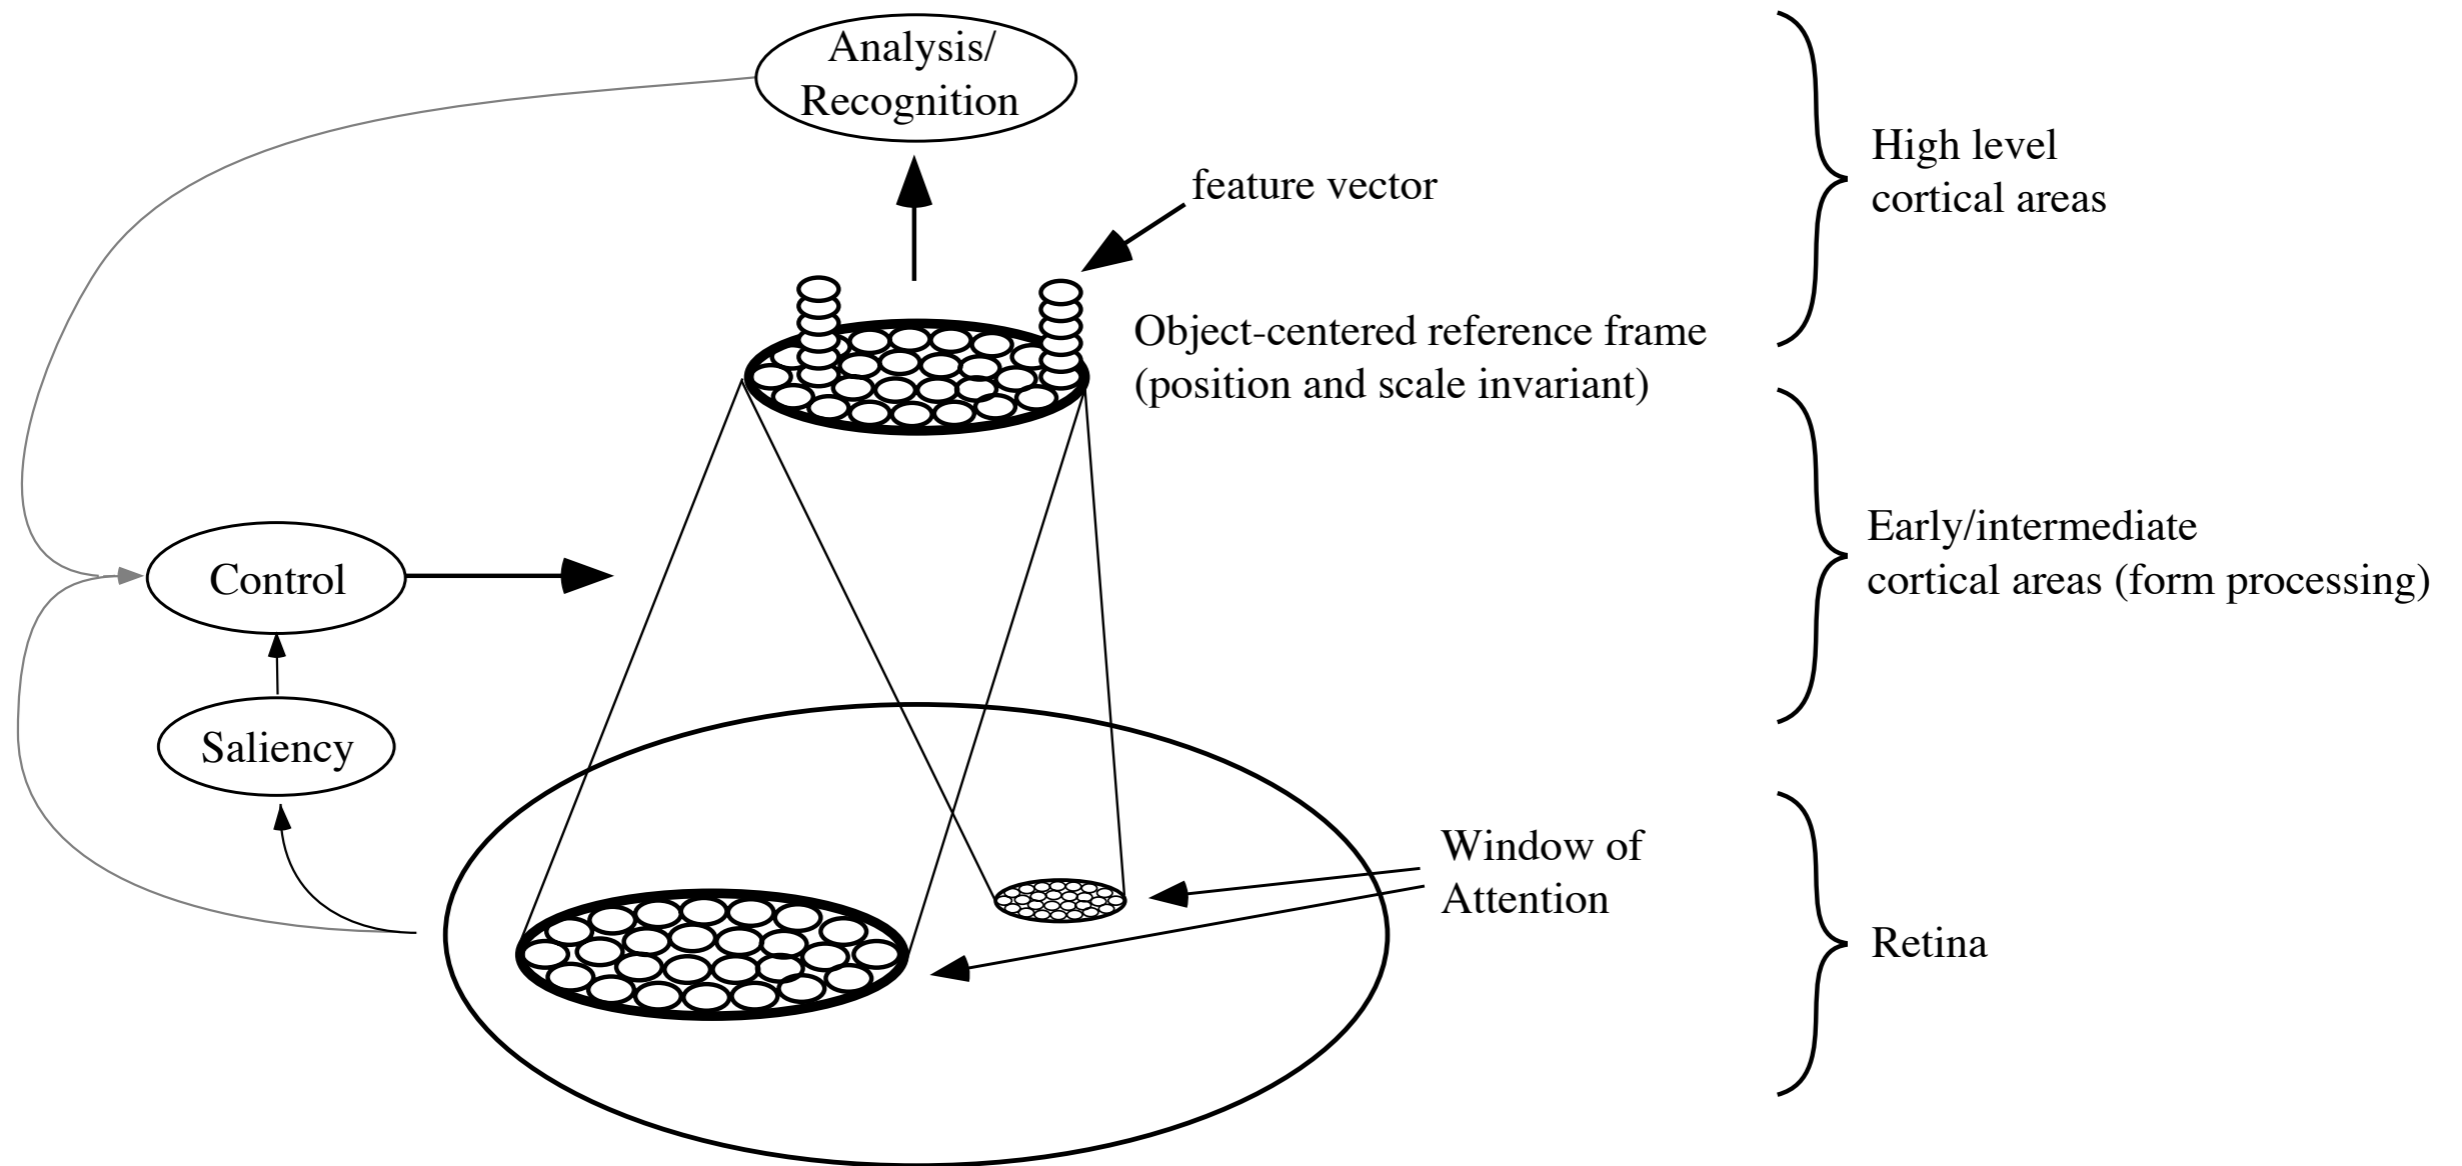 Analysis/
Recognition
feature vector
High level
cortical areas
Object-centered reference frame
(position and scale invariant)
Early/intermediate
cortical areas (form processing)
Control
Saliency
Window of
Attention
Retina